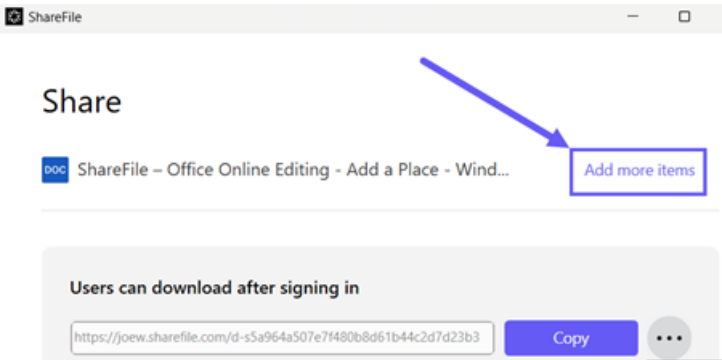 ShareFile
Share
DOC ShareFile – Office Online Editing - Add a Place - Wind... Add more items
Users can download after signing in
https://joew.sharefile.com/d-s5a964a507e7f480b8d61b44c2d7d23b3 Copy